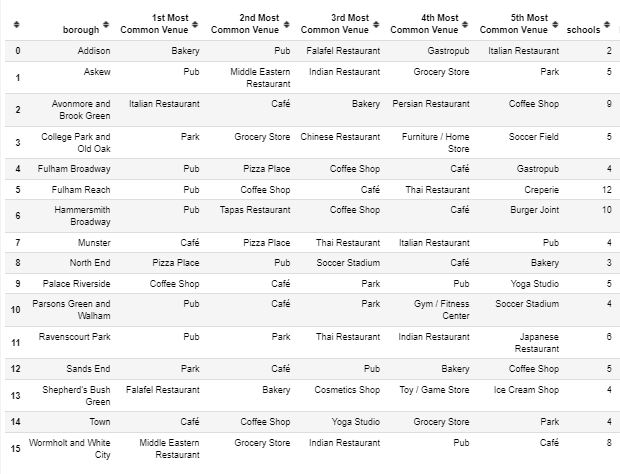 borough 1st Most Common Venue 2nd Most Common Venue 3rd Most Common Venue 4th Most Common Venue 5th Most Common Venue schools
0 Addison Bakery Pub Falafel Restaurant Gastropub Italian Restaurant 2
1 Askew Pub Middle Eastern Restaurant Indian Restaurant Grocery Store Park 5
2 Avonmore and Brook Green Italian Restaurant Café Bakery Persian Restaurant Coffee Shop 9
3 College Park and Old Oak Park Grocery Store Chinese Restaurant Furniture / Home Store Soccer Field 5
4 Fulham Broadway Pub Pizza Place Coffee Shop Café Gastropub 4
5 Fulham Reach Pub Coffee Shop Café Thai Restaurant Creperie 12
6 Hammersmith Broadway Pub Tapas Restaurant Coffee Shop Café Burger Joint 10
7 Munster Café Pizza Place Thai Restaurant Italian Restaurant Pub 4
8 North End Pizza Place Pub Soccer Stadium Café Bakery 3
9 Palace Riverside Coffee Shop Café Park Pub Yoga Studio 5
10 Parsons Green and Walham Pub Café Park Gym / Fitness Center Soccer Stadium 4
11 Ravenscourt Park Pub Park Thai Restaurant Indian Restaurant Japanese Restaurant 6
12 Sands End Park Café Pub Bakery Coffee Shop 5
13 Shepherd's Bush Green Falafel Restaurant Bakery Cosmetics Shop Toy / Game Store Ice Cream Shop 4
14 Town Café Coffee Shop Yoga Studio Grocery Store Park 4
15 Wormholt and White City Middle Eastern Restaurant Grocery Store Indian Restaurant Pub Café 8